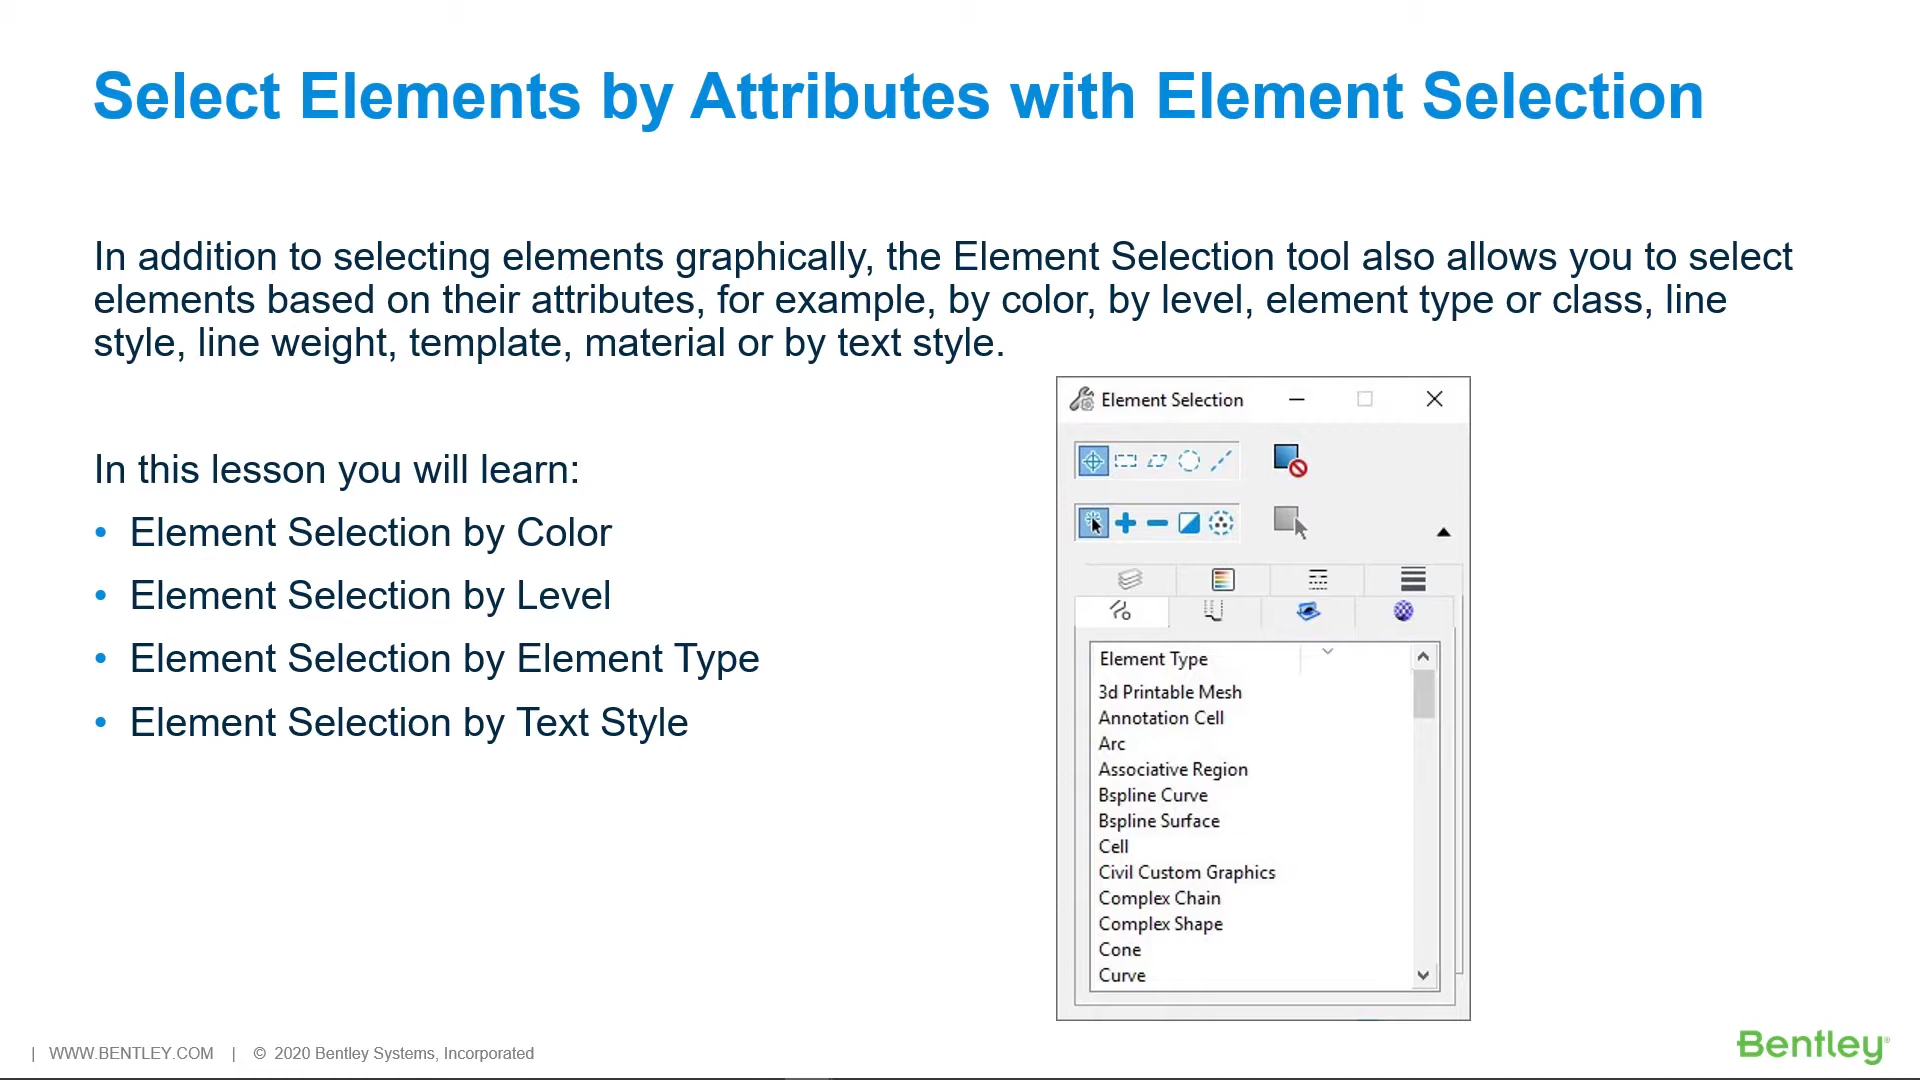 Select Elements by Attributes with Element Selection
In addition to selecting elements graphically, the Element Selection tool also allows you to select
elements based on their attributes, for example, by color, by level, element type or class, line
style, line weight, template, material or by text style.
In this lesson you will learn:
• Element Selection by Color
• Element Selection by Level
• Element Selection by Element Type
• Element Selection by Text Style
Element Selection
Element Type
3d Printable Mesh
Annotation Cell
Arc
Associative Region
Bspline Curve
Bspline Surface
Cell
Civil Custom Graphics
Complex Chain
Complex Shape
Cone
Curve
| WWW.BENTLEY.COM | © 2020 Bentley Systems, Incorporated
Bentley®